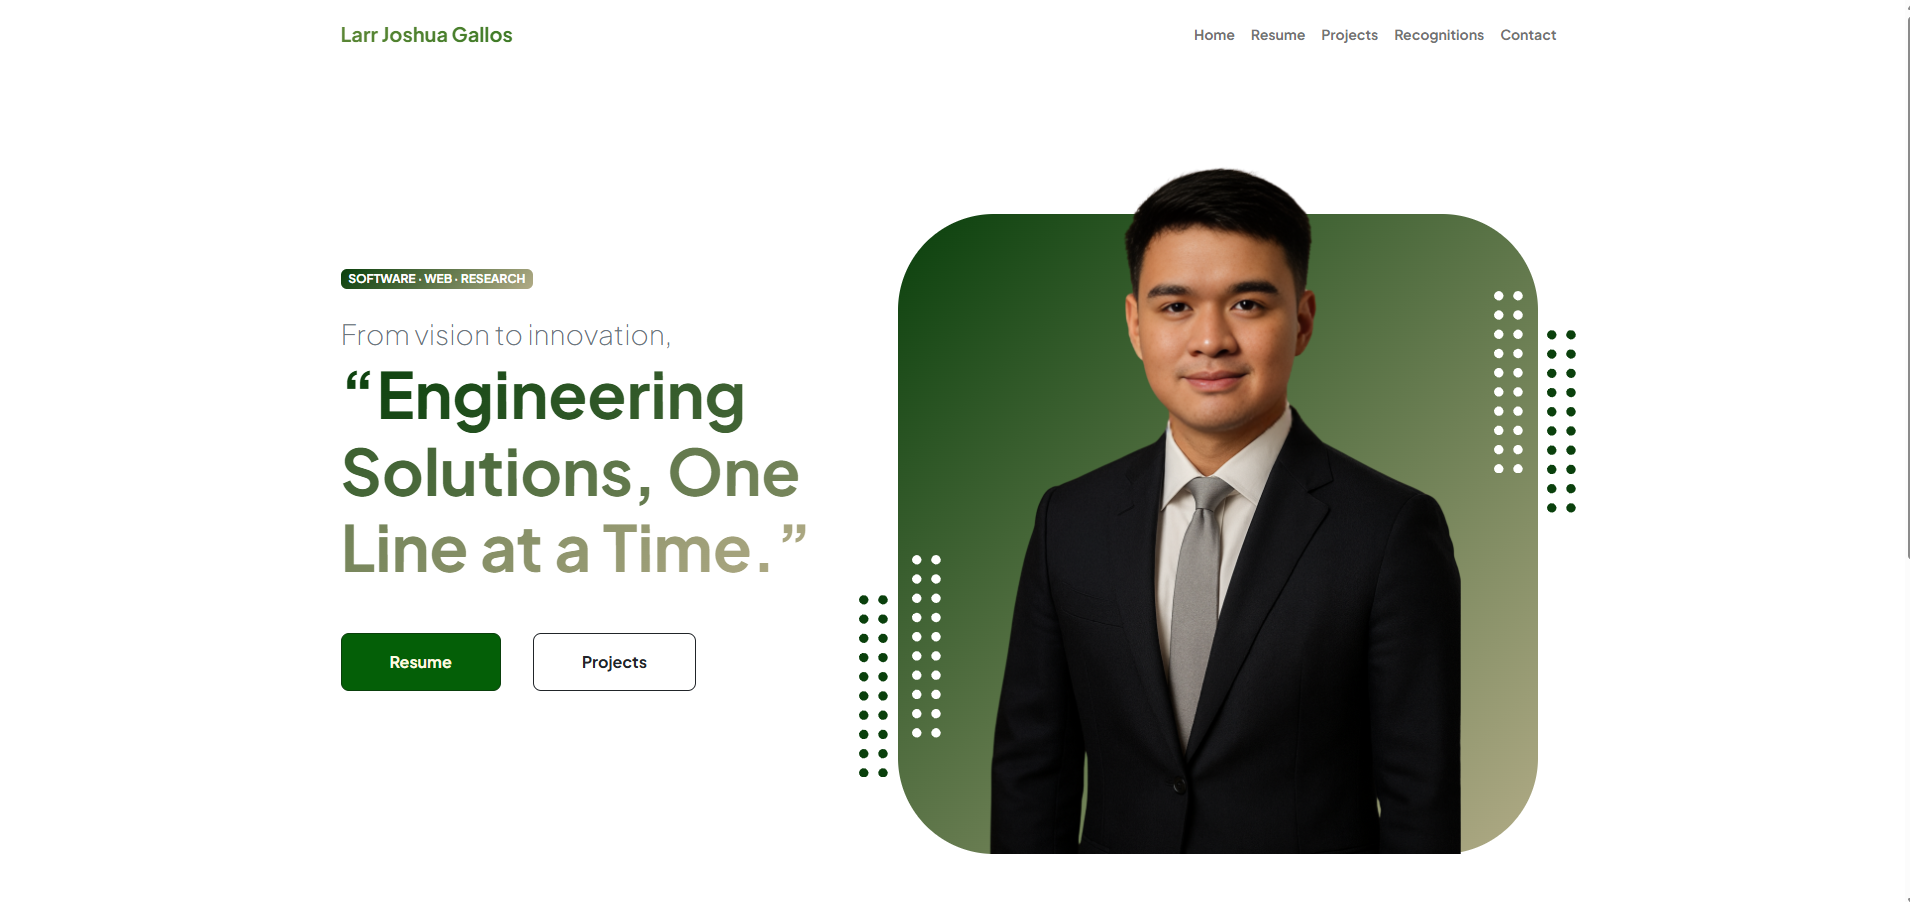 Larr Joshua Gallos
Home Resume Projects Recognitions Contact
SOFTWARE · WEB · RESEARCH
From vision to innovation,
“Engineering
Solutions, One
Line at a Time.”
Resume
Projects